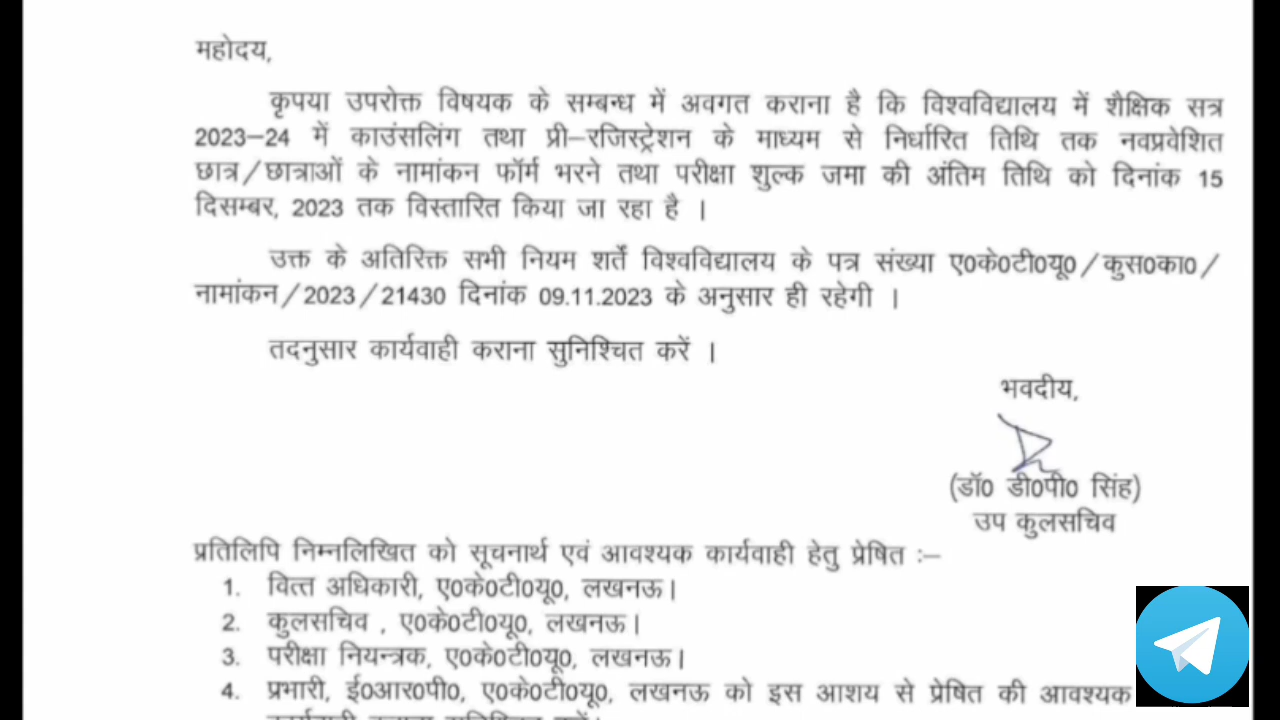 महोदय,
कृपया उपरोक्त विषयक के सम्बन्ध में अवगत कराना है कि विश्वविद्यालय में शैक्षिक सत्र
2023–24 में काउंसलिंग तथा प्री–रजिस्ट्रेशन के माध्यम से निर्धारित तिथि तक नवप्रवेशित
छात्र/छात्राओं के नामांकन फॉर्म भरने तथा परीक्षा शुल्क जमा की अंतिम तिथि को दिनांक 15
दिसम्बर, 2023 तक विस्तारित किया जा रहा है ।
उक्त के अतिरिक्त सभी नियम शर्तें विश्वविद्यालय के पत्र संख्या ए0के0टी0यू0/कुस0का0/
नामांकन/2023/21430 दिनांक 09.11.2023 के अनुसार ही रहेगी ।
तदनुसार कार्यवाही कराना सुनिश्चित करें ।
भवदीय,
(डॉ0 डी0पी0 सिंह)
उप कुलसचिव
प्रतिलिपि निम्नलिखित को सूचनार्थ एवं आवश्यक कार्यवाही हेतु प्रेषित :–
1. वित्त अधिकारी, ए0के0टी0यू0, लखनऊ।
2. कुलसचिव , ए0के0टी0यू0, लखनऊ।
3. परीक्षा नियन्त्रक, ए0के0टी0यू0, लखनऊ।
4. प्रभारी, ई0आर0पी0, ए0के0टी0यू0, लखनऊ को इस आशय से प्रेषित की आवश्यक